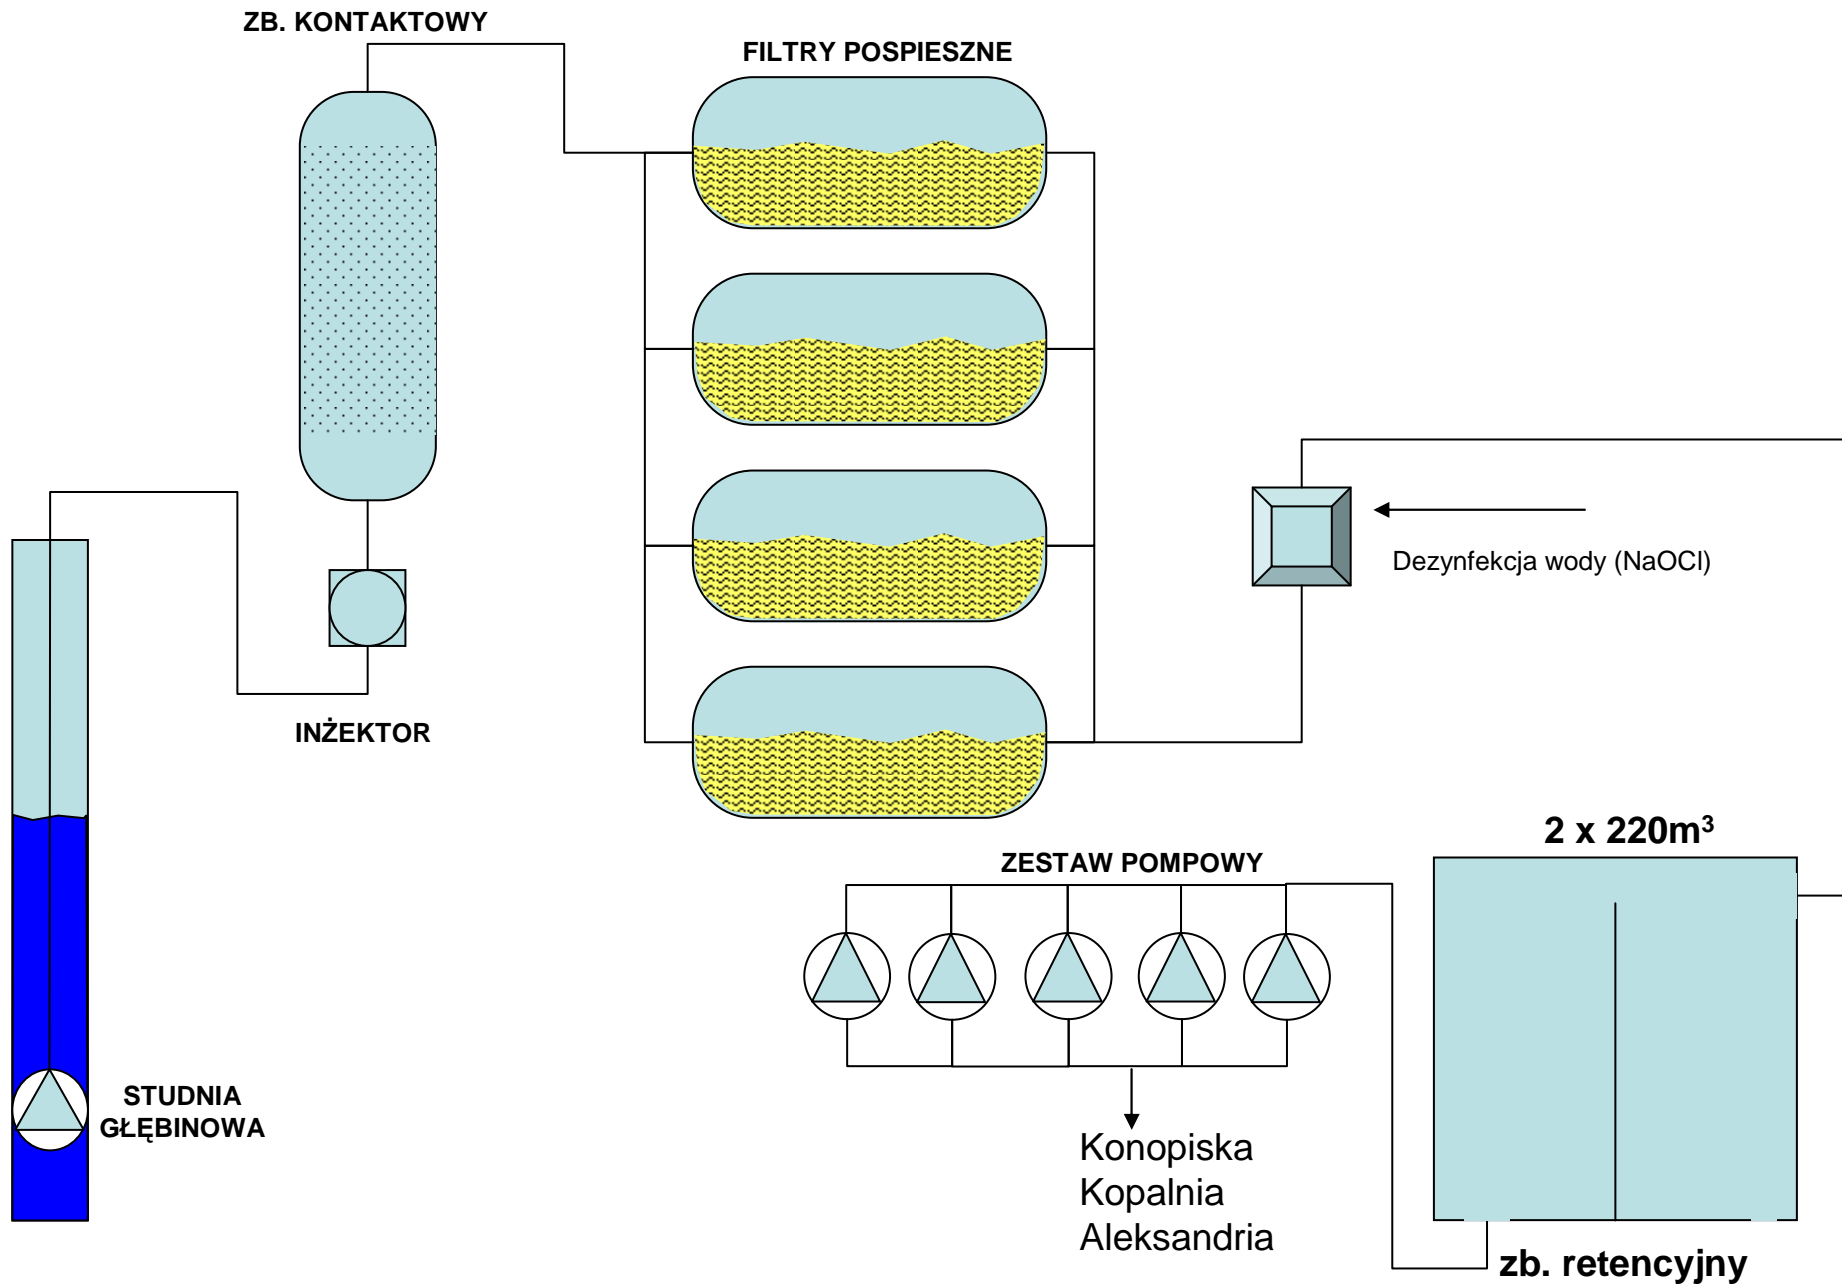 ZB. KONTAKTOWY
FILTRY POSPIESZNE
Dezynfekcja wody (NaOCl)
INŻEKTOR
2 x 220m³
ZESTAW POMPOWY
STUDNIA
GŁĘBINOWA
Konopiska
Kopalnia
Aleksandria
zb. retencyjny